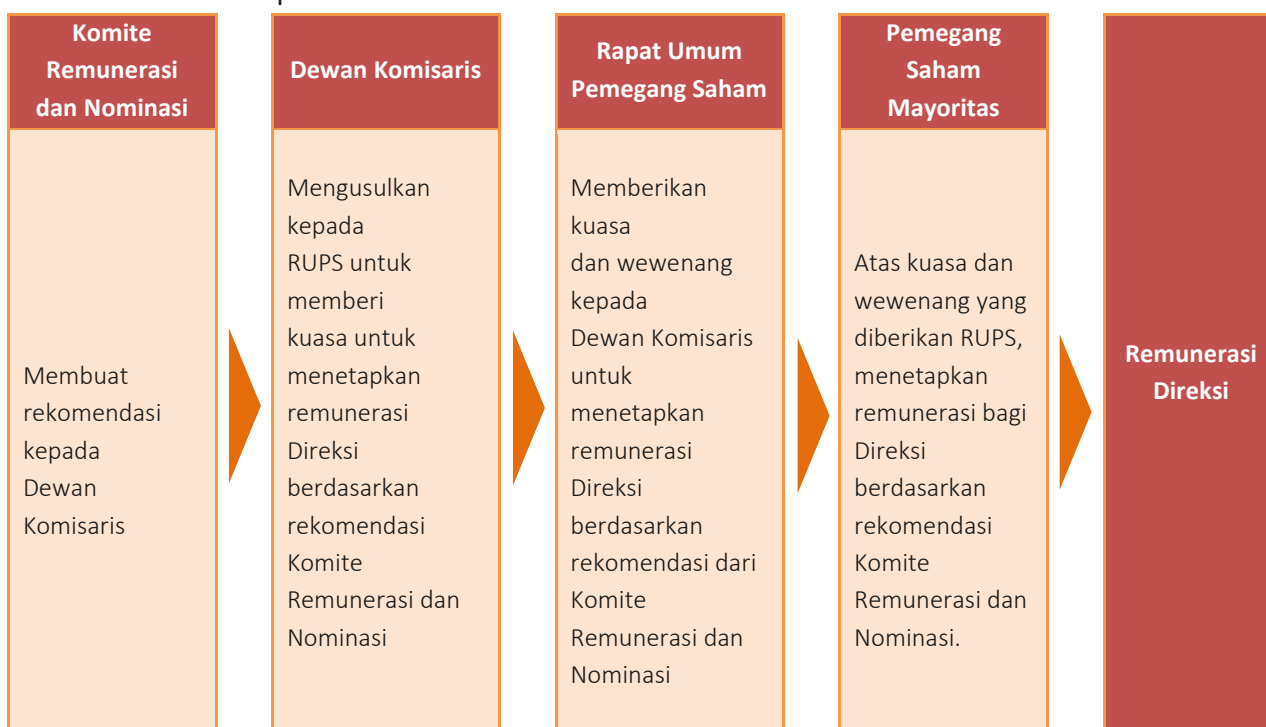 Komite
Remunerasi
dan Nominasi
Membuat
rekomendasi
kepada
Dewan
Komisaris
Dewan Komisaris
Mengusulkan
kepada
RUPS untuk
memberi
kuasa untuk
menetapkan
remunerasi
Direksi
berdasarkan
rekomendasi
Komite
Remunerasi dan
Nominasi
Rapat Umum
Pemegang Saham
Memberikan
kuasa
dan wewenang
kepada
Dewan Komisaris
untuk
menetapkan
remunerasi
Direksi
berdasarkan
rekomendasi dari
Komite
Remunerasi dan
Nominasi
Pemegang
Saham
Mayoritas
Atas kuasa dan
wewenang yang
diberikan RUPS,
menetapkan
remunerasi bagi
Direksi
berdasarkan
rekomendasi
Komite
Remunerasi dan
Nominasi.
Remunerasi
Direksi